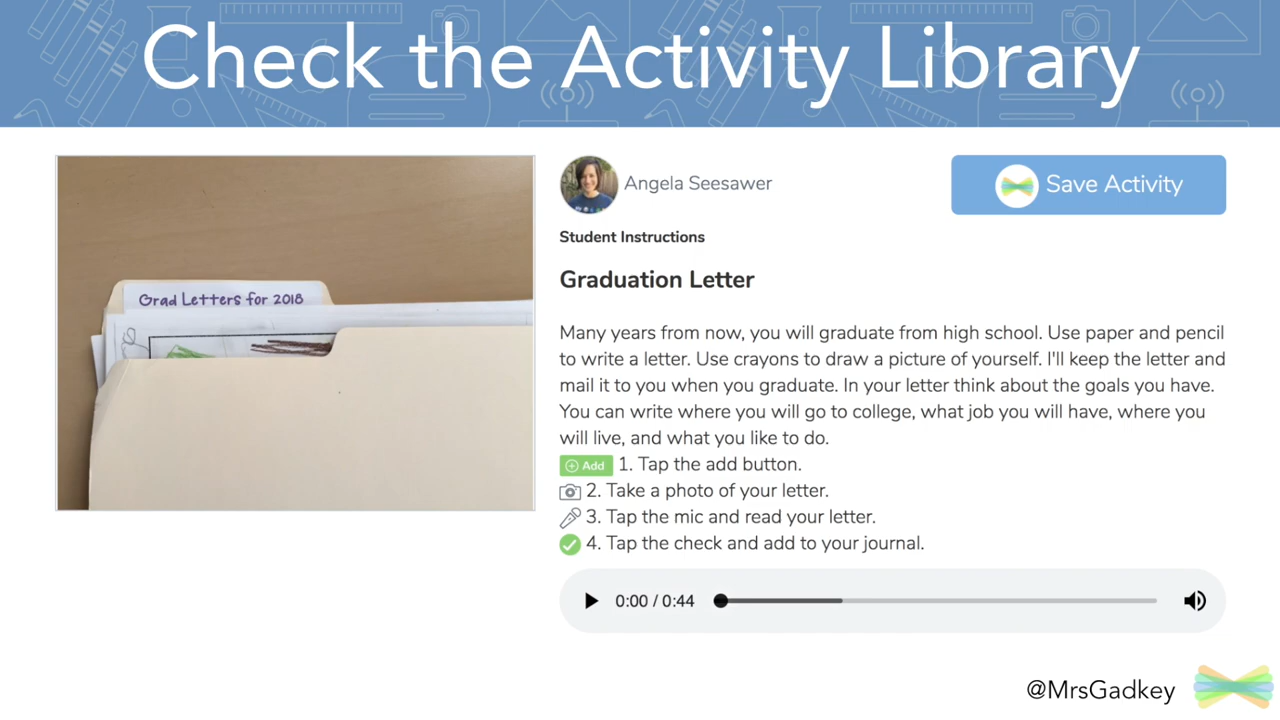 Check the Activity Library
Grad Letters for 2018
Angela Seesawer
Save Activity
Student Instructions
Graduation Letter
Many years from now, you will graduate from high school. Use paper and pencil
to write a letter. Use crayons to draw a picture of yourself. I'll keep the letter and
mail it to you when you graduate. In your letter think about the goals you have.
You can write where you will go to college, what job you will have, where you
will live, and what you like to do.
Add 1. Tap the add button.
2. Take a photo of your letter.
3. Tap the mic and read your letter.
4. Tap the check and add to your journal.
0:00 / 0:44
@MrsGadkey